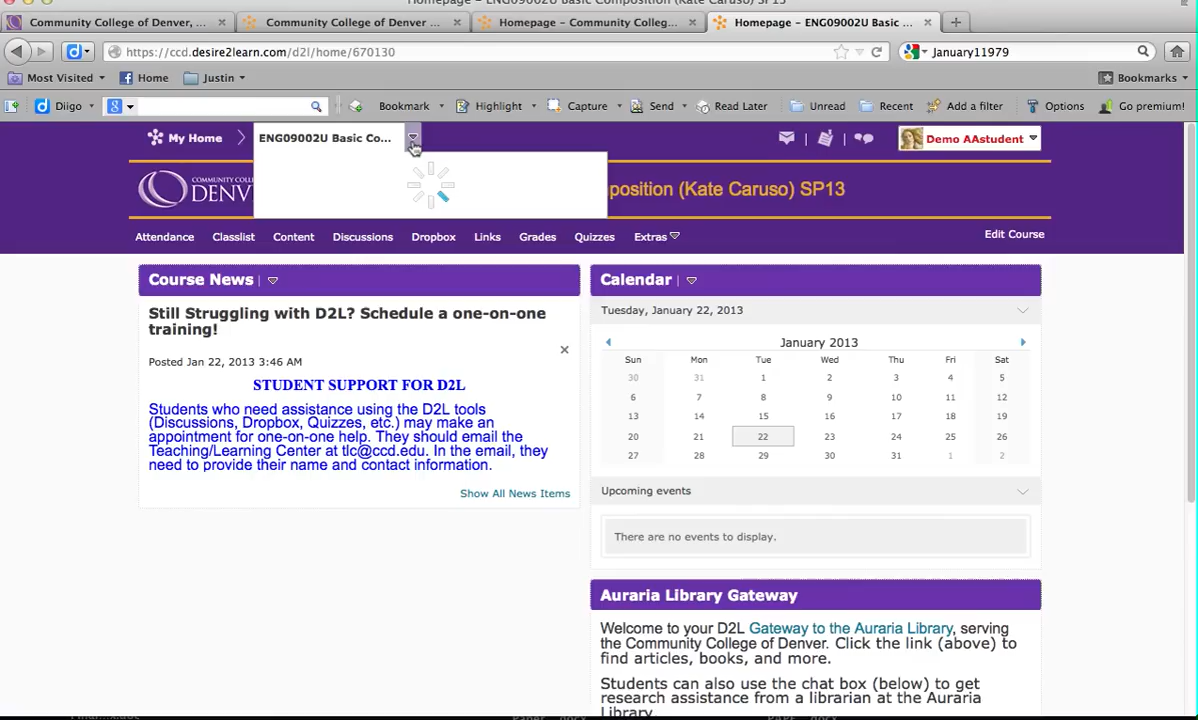 Homepage – ENG09002U Basic Composition (Kate Caruso) SP13
Community College of Denver, ...
Community College of Denver ...
Homepage – Community Colleg...
Homepage – ENG09002U Basic ...
https://ccd.desire2learn.com/d2l/home/670130
January11979
Most Visited
Home
Justin
Bookmarks
Diigo
Bookmark
Highlight
Capture
Send
Read Later
Unread
Recent
Add a filter
Options
Go premium!
My Home
ENG09002U Basic Co...
Demo AAstudent
COMMUNITY COLLEGE
DENV
position (Kate Caruso) SP13
Attendance
Classlist
Content
Discussions
Dropbox
Links
Grades
Quizzes
Extras
Edit Course
Course News
Still Struggling with D2L? Schedule a one-on-one
training!
Posted Jan 22, 2013 3:46 AM
STUDENT SUPPORT FOR D2L
Students who need assistance using the D2L tools
(Discussions, Dropbox, Quizzes, etc.) may make an
appointment for one-on-one help. They should email the
Teaching/Learning Center at tlc@ccd.edu. In the email, they
need to provide their name and contact information.
Show All News Items
Calendar
Tuesday, January 22, 2013
January 2013
Sun Mon Tue Wed Thu Fri Sat
30 31 1 2 3 4 5
6 7 8 9 10 11 12
13 14 15 16 17 18 19
20 21 22 23 24 25 26
27 28 29 30 31 1 2
Upcoming events
There are no events to display.
Auraria Library Gateway
Welcome to your D2L Gateway to the Auraria Library, serving
the Community College of Denver. Click the link (above) to
find articles, books, and more.
Students can also use the chat box (below) to get
research assistance from a librarian at the Auraria
Library.